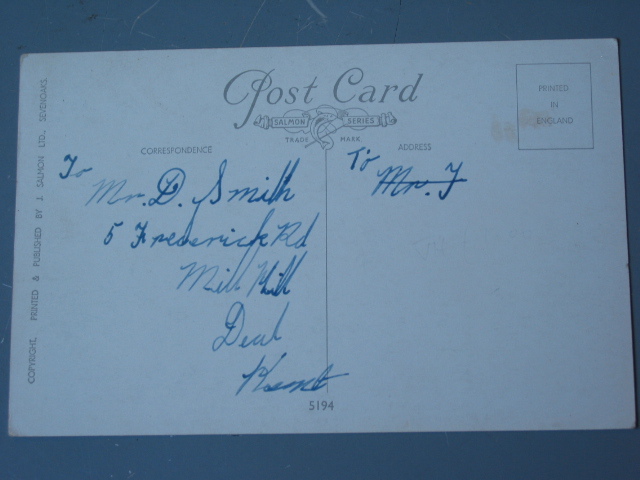 Post Card
SALMON SERIES
TRADE MARK
CORRESPONDENCE
ADDRESS
PRINTED
IN
ENGLAND
To
Mr. D. Smith
5 Frederick Rd
Mill Hill
Deal
Kent
To
Mr. J
5194
COPYRIGHT, PRINTED & PUBLISHED BY J. SALMON LTD., SEVENOAKS.